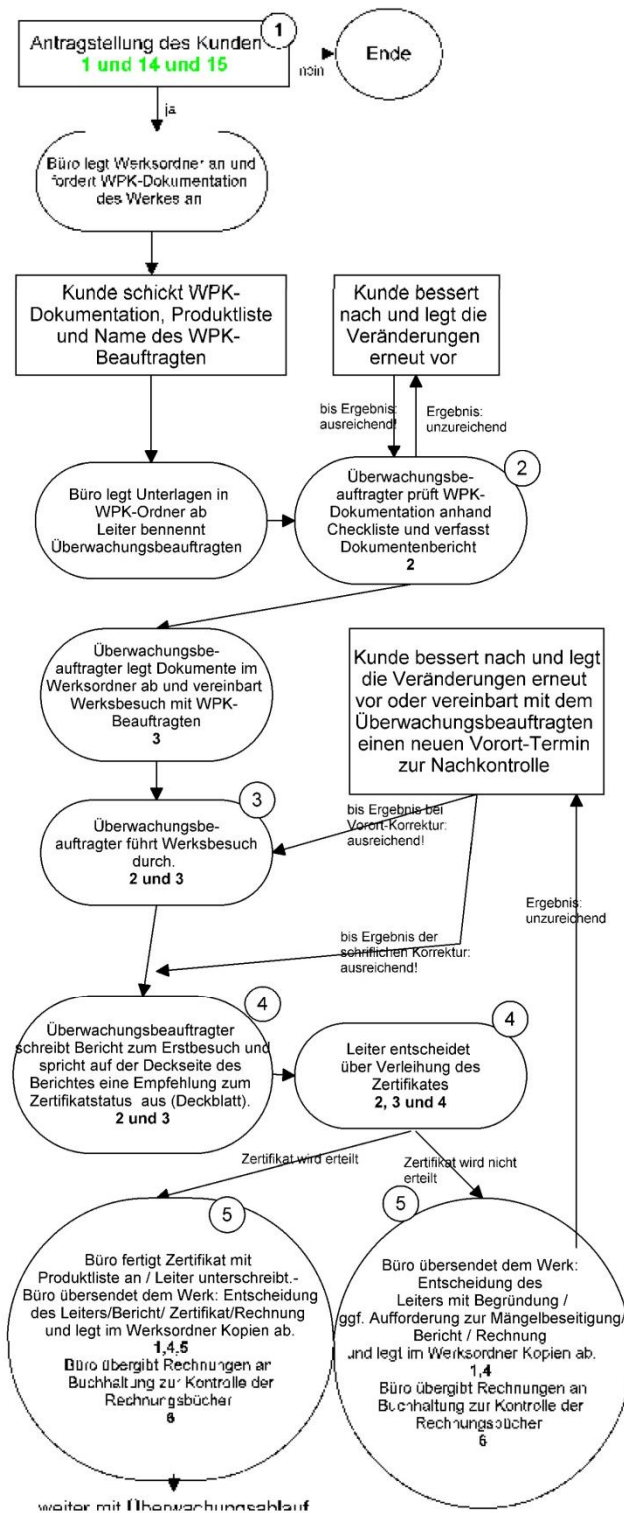 1
Antragstellung des Kunden
1 und 14 und 15
nein
Ende
ja
Büro legt Werksordner an und
fordert WPK-Dokumentation
des Werkes an
Kunde schickt WPK-
Dokumentation, Produktliste
und Name des WPK-
Beauftragten
Kunde bessert
nach und legt die
Veränderungen
erneut vor
bis Ergebnis:
ausreichend!
Ergebnis:
unzureichend
Büro legt Unterlagen in
WPK-Ordner ab
Leiter bennennt
Überwachungsbeauftragten
2
Überwachungsbe-
auftragter prüft WPK-
Dokumentation anhand
Checkliste und verfasst
Dokumentenbericht
2
Überwachungsbe-
auftragter legt Dokumente im
Werksordner ab und vereinbart
Werksbesuch mit WPK-
Beauftragten
3
Kunde bessert nach und legt
die Veränderungen erneut
vor oder vereinbart mit dem
Überwachungsbeauftragten
einen neuen Vorort-Termin
zur Nachkontrolle
3
Überwachungsbe-
auftragter führt Werksbesuch
durch.
2 und 3
bis Ergebnis bei
Vorort-Korrektur:
ausreichend!
Ergebnis:
unzureichend
bis Ergebnis der
schriflichen Korrektur:
ausreichend!
4
Überwachungsbeauftragter
schreibt Bericht zum Erstbesuch und
spricht auf der Deckseite des
Berichtes eine Empfehlung zum
Zertifikatstatus aus (Deckblatt).
2 und 3
4
Leiter entscheidet
über Verleihung des
Zertifikates
2, 3 und 4
Zertifikat wird erteilt
Zertifikat wird nicht
erteilt
5
Büro fertigt Zertifikat mit
Produktliste an / Leiter unterschreibt.-
Büro übersendet dem Werk: Entscheidung
des Leiters/Bericht/ Zertifikat/Rechnung
und legt im Werksordner Kopien ab.
1,4,5
Büro übergibt Rechnungen an
Buchhaltung zur Kontrolle der
Rechnungsbücher
6
5
Büro übersendet dem Werk:
Entscheidung des
Leiters mit Begründung /
ggf. Aufforderung zur Mängelbeseitigung/
Bericht / Rechnung
und legt im Werksordner Kopien ab.
1,4
Büro übergibt Rechnungen an
Buchhaltung zur Kontrolle der
Rechnungsbücher
6
weiter mit Überwachungsablauf